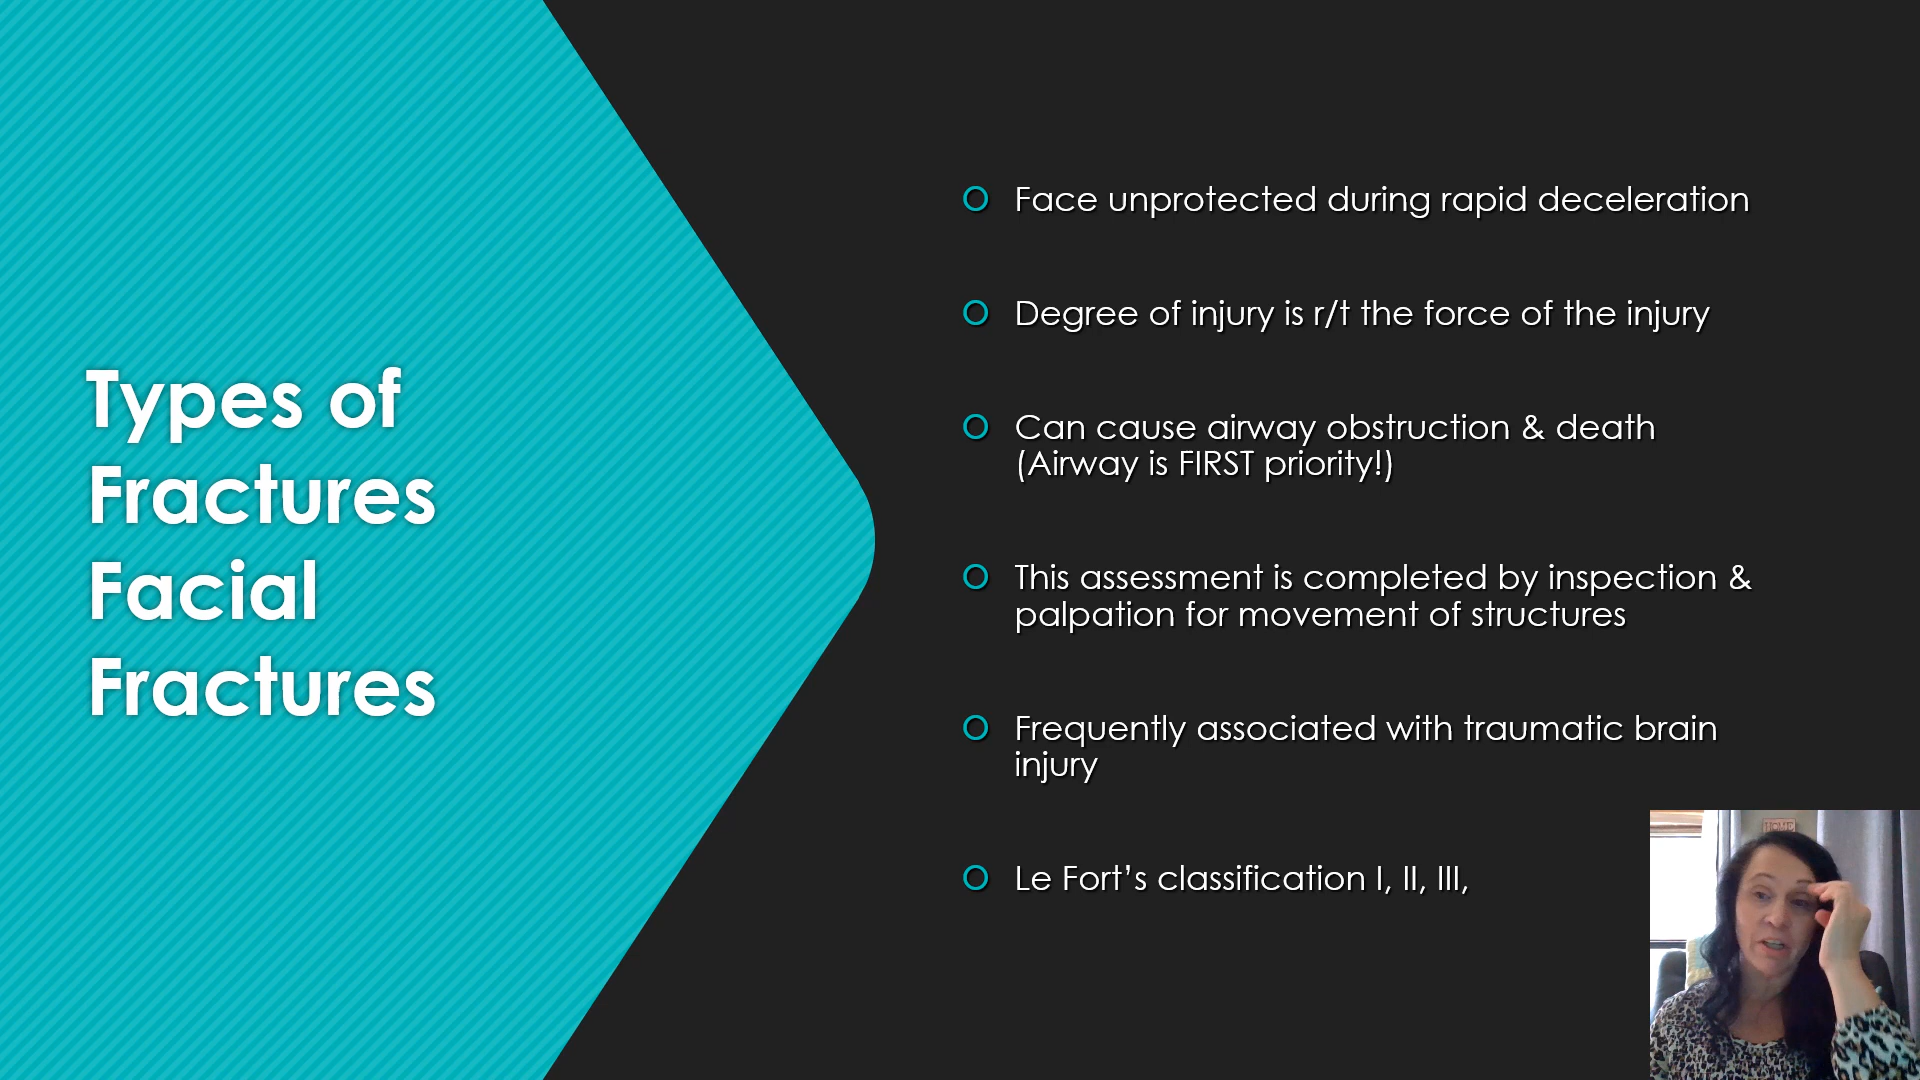 Types of
Fractures
Facial
Fractures
Face unprotected during rapid deceleration
Degree of injury is r/t the force of the injury
Can cause airway obstruction & death
(Airway is FIRST priority!)
This assessment is completed by inspection &
palpation for movement of structures
Frequently associated with traumatic brain
injury
Le Fort’s classification I, II, III,
HOME